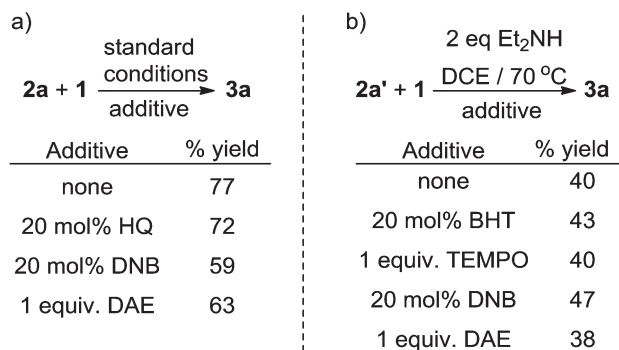 a)
standard
conditions
2a + 1 3a
additive
Additive % yield
none 77
20 mol% HQ 72
20 mol% DNB 59
1 equiv. DAE 63
b)
2 eq Et₂NH
DCE / 70 °C
2a' + 1 3a
additive
Additive % yield
none 40
20 mol% BHT 43
1 equiv. TEMPO 40
20 mol% DNB 47
1 equiv. DAE 38